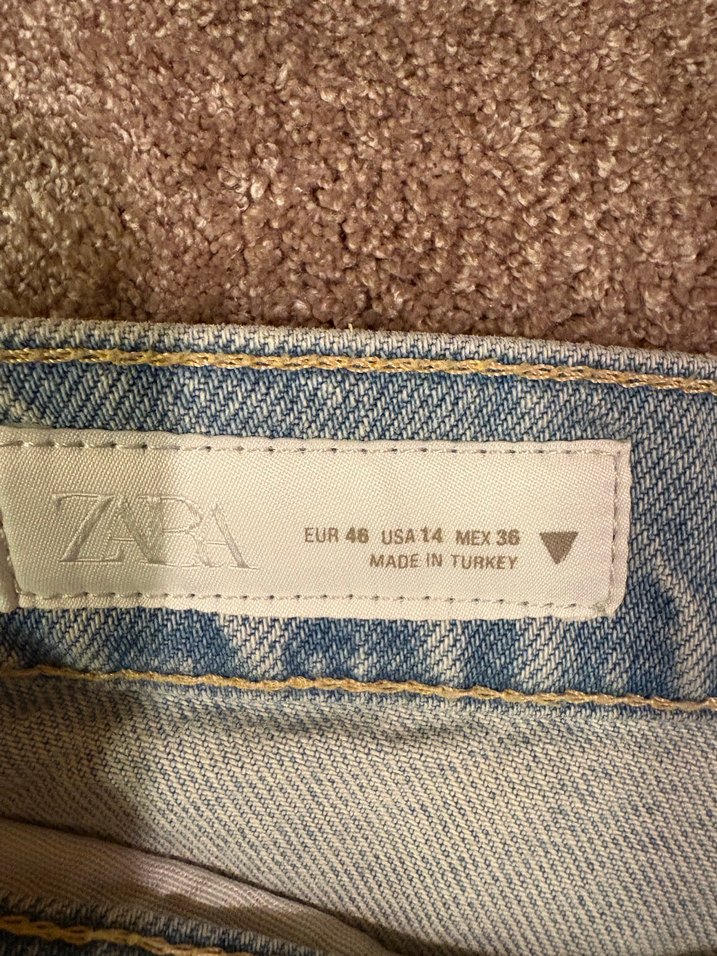 ZARA
EUR 46 USA 14 MEX 36
MADE IN TURKEY